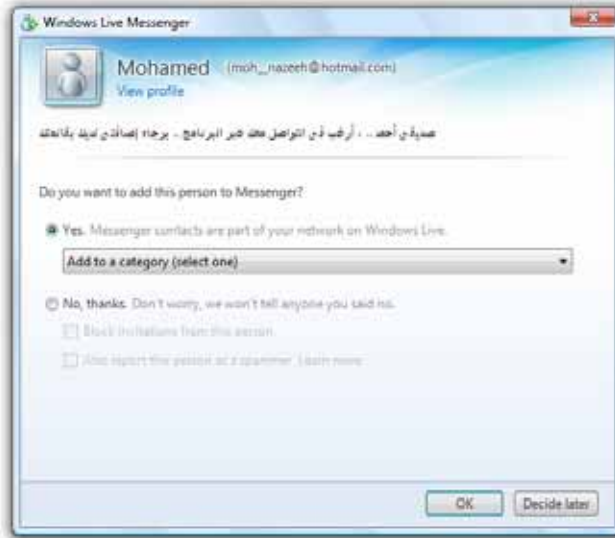 Windows Live Messenger
Mohamed (moh_nazeeh@hotmail.com)
View profile
صديقي أحمد .. ، أرغب في التواصل معك عبر البرنامج .. برجاء إضافتي لديك بقائمتك
Do you want to add this person to Messenger?
Yes. Messenger contacts are part of your network on Windows Live.
Add to a category (select one)
No, thanks. Don't worry, we won't tell anyone you said no.
Block invitations from this person
Also report this person as a spammer. Learn more
OK Decide later